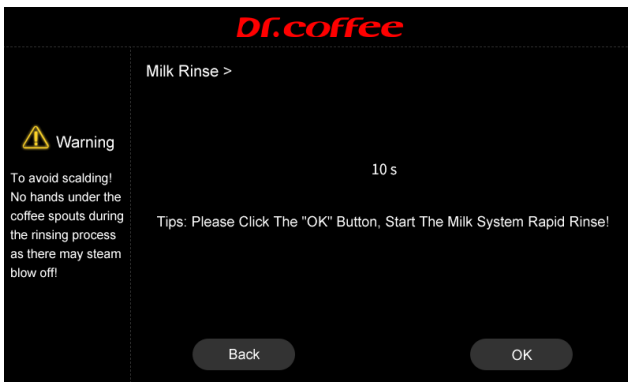 Dr.coffee
Milk Rinse >
Warning
To avoid scalding!
No hands under the
coffee spouts during
the rinsing process
as there may steam
blow off!
10 s
Tips: Please Click The "OK" Button, Start The Milk System Rapid Rinse!
Back
OK